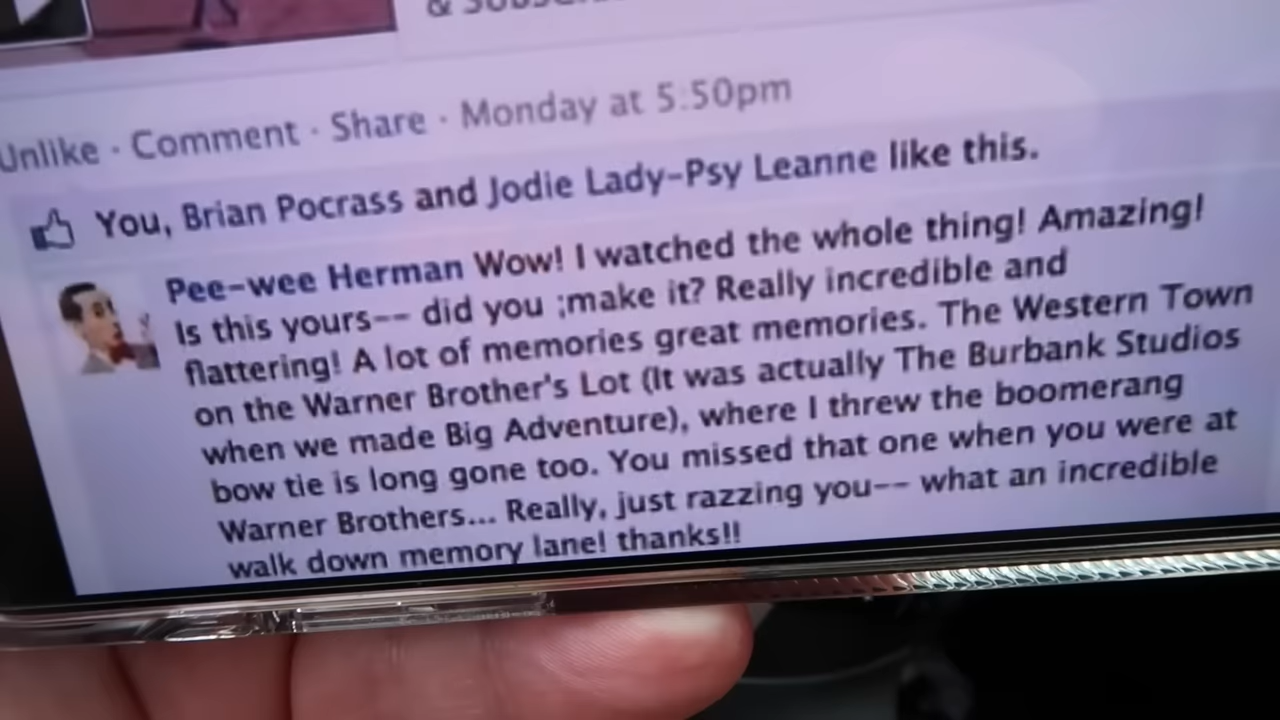 &
Unlike · Comment · Share · Monday at 5:50pm
You, Brian Pocrass and Jodie Lady-Psy Leanne like this.
Pee-wee Herman Wow! I watched the whole thing! Amazing!
Is this yours-- did you ;make it? Really incredible and
flattering! A lot of memories great memories. The Western Town
on the Warner Brother's Lot (It was actually The Burbank Studios
when we made Big Adventure), where I threw the boomerang
bow tie is long gone too. You missed that one when you were at
Warner Brothers... Really, just razzing you-- what an incredible
walk down memory lane! thanks!!